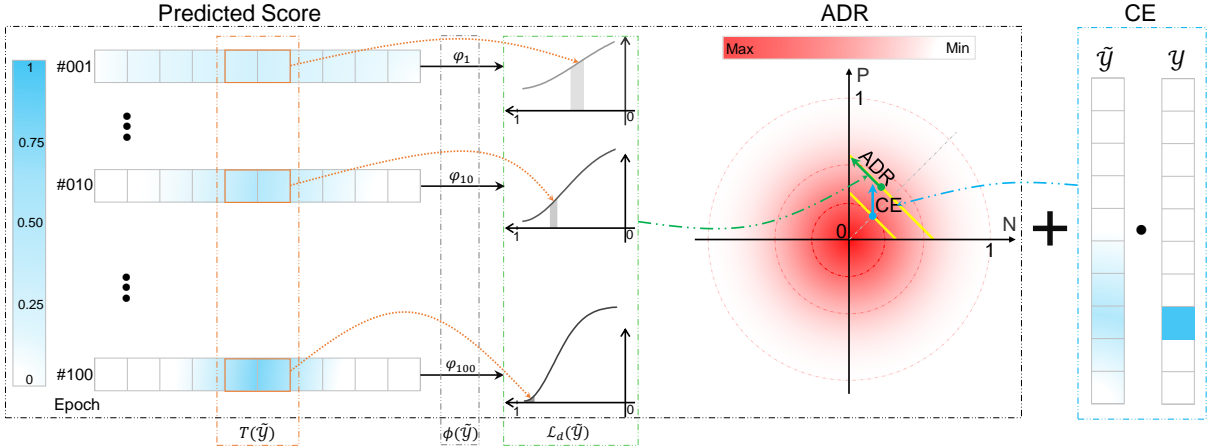 Predicted Score
ADR
CE
1
0.75
0.50
0.25
0
#001
φ₁
1
0
#010
φ₁₀
1
0
#100
φ₁₀₀
1
0
Epoch
T(ỹ)
ϕ(ỹ)
ℒd(ỹ)
Max
Min
P
1
ADR
CE
0
N
1
+
ỹ
y